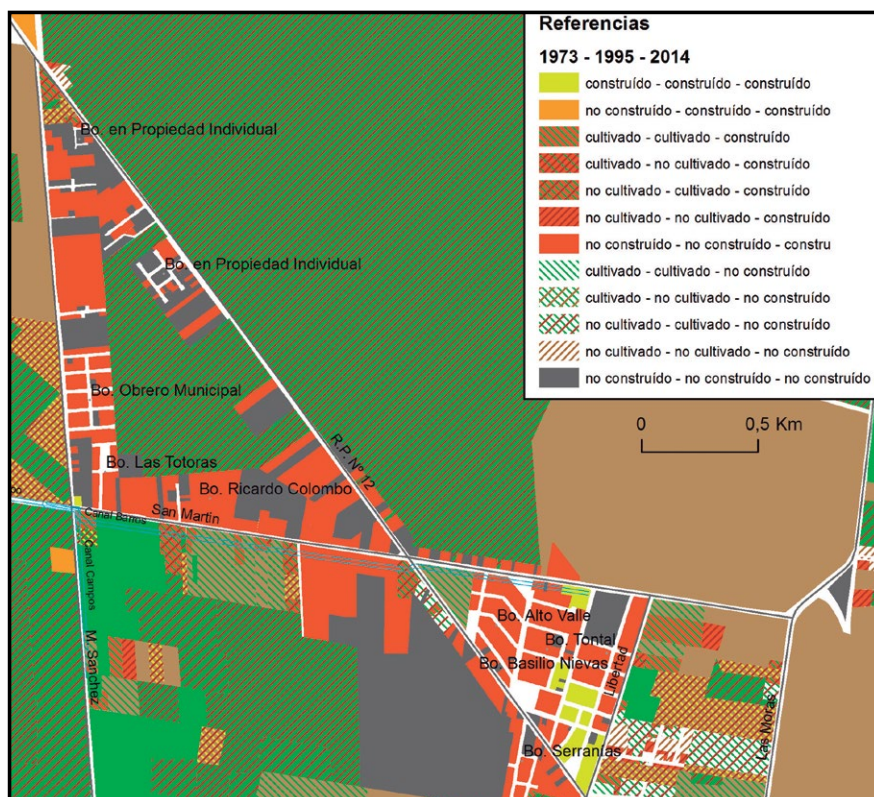 Referencias
1973 - 1995 - 2014
construído - construído - construído
no construído - construído - construído
cultivado - cultivado - construído
cultivado - no cultivado - construído
no cultivado - cultivado - construído
no cultivado - no cultivado - construído
no construído - no construído - constru
cultivado - cultivado - no construído
cultivado - no cultivado - no construído
no cultivado - cultivado - no construído
no cultivado - no cultivado - no construído
no construído - no construído - no construído
0 0,5 Km
Bo. en Propiedad Individual
Bo. en Propiedad Individual
Bo. Obrero Municipal
Bo. Las Totoras
R.P. Nº 12
Bo. Ricardo Colombo
San Martin
Canal Barros
Canal Campos
M. Sanchez
Bo. Alto Valle
Bo. Tontal
Bo. Basilio Nievas
Libertad
Las Moras
Bo. Serranías